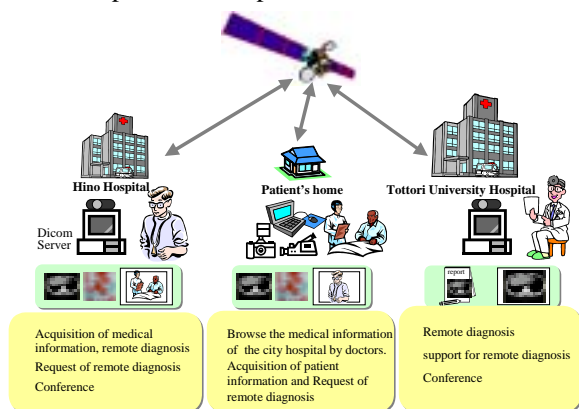 Hino Hospital
Patient's home
Tottori University Hospital
Dicom
Server
report
Acquisition of medical
information, remote diagnosis
Request of remote diagnosis
Conference
Browse the medical information
of the city hospital by doctors.
Acquisition of patient
information and Request of
remote diagnosis
Remote diagnosis
support for remote diagnosis
Conference